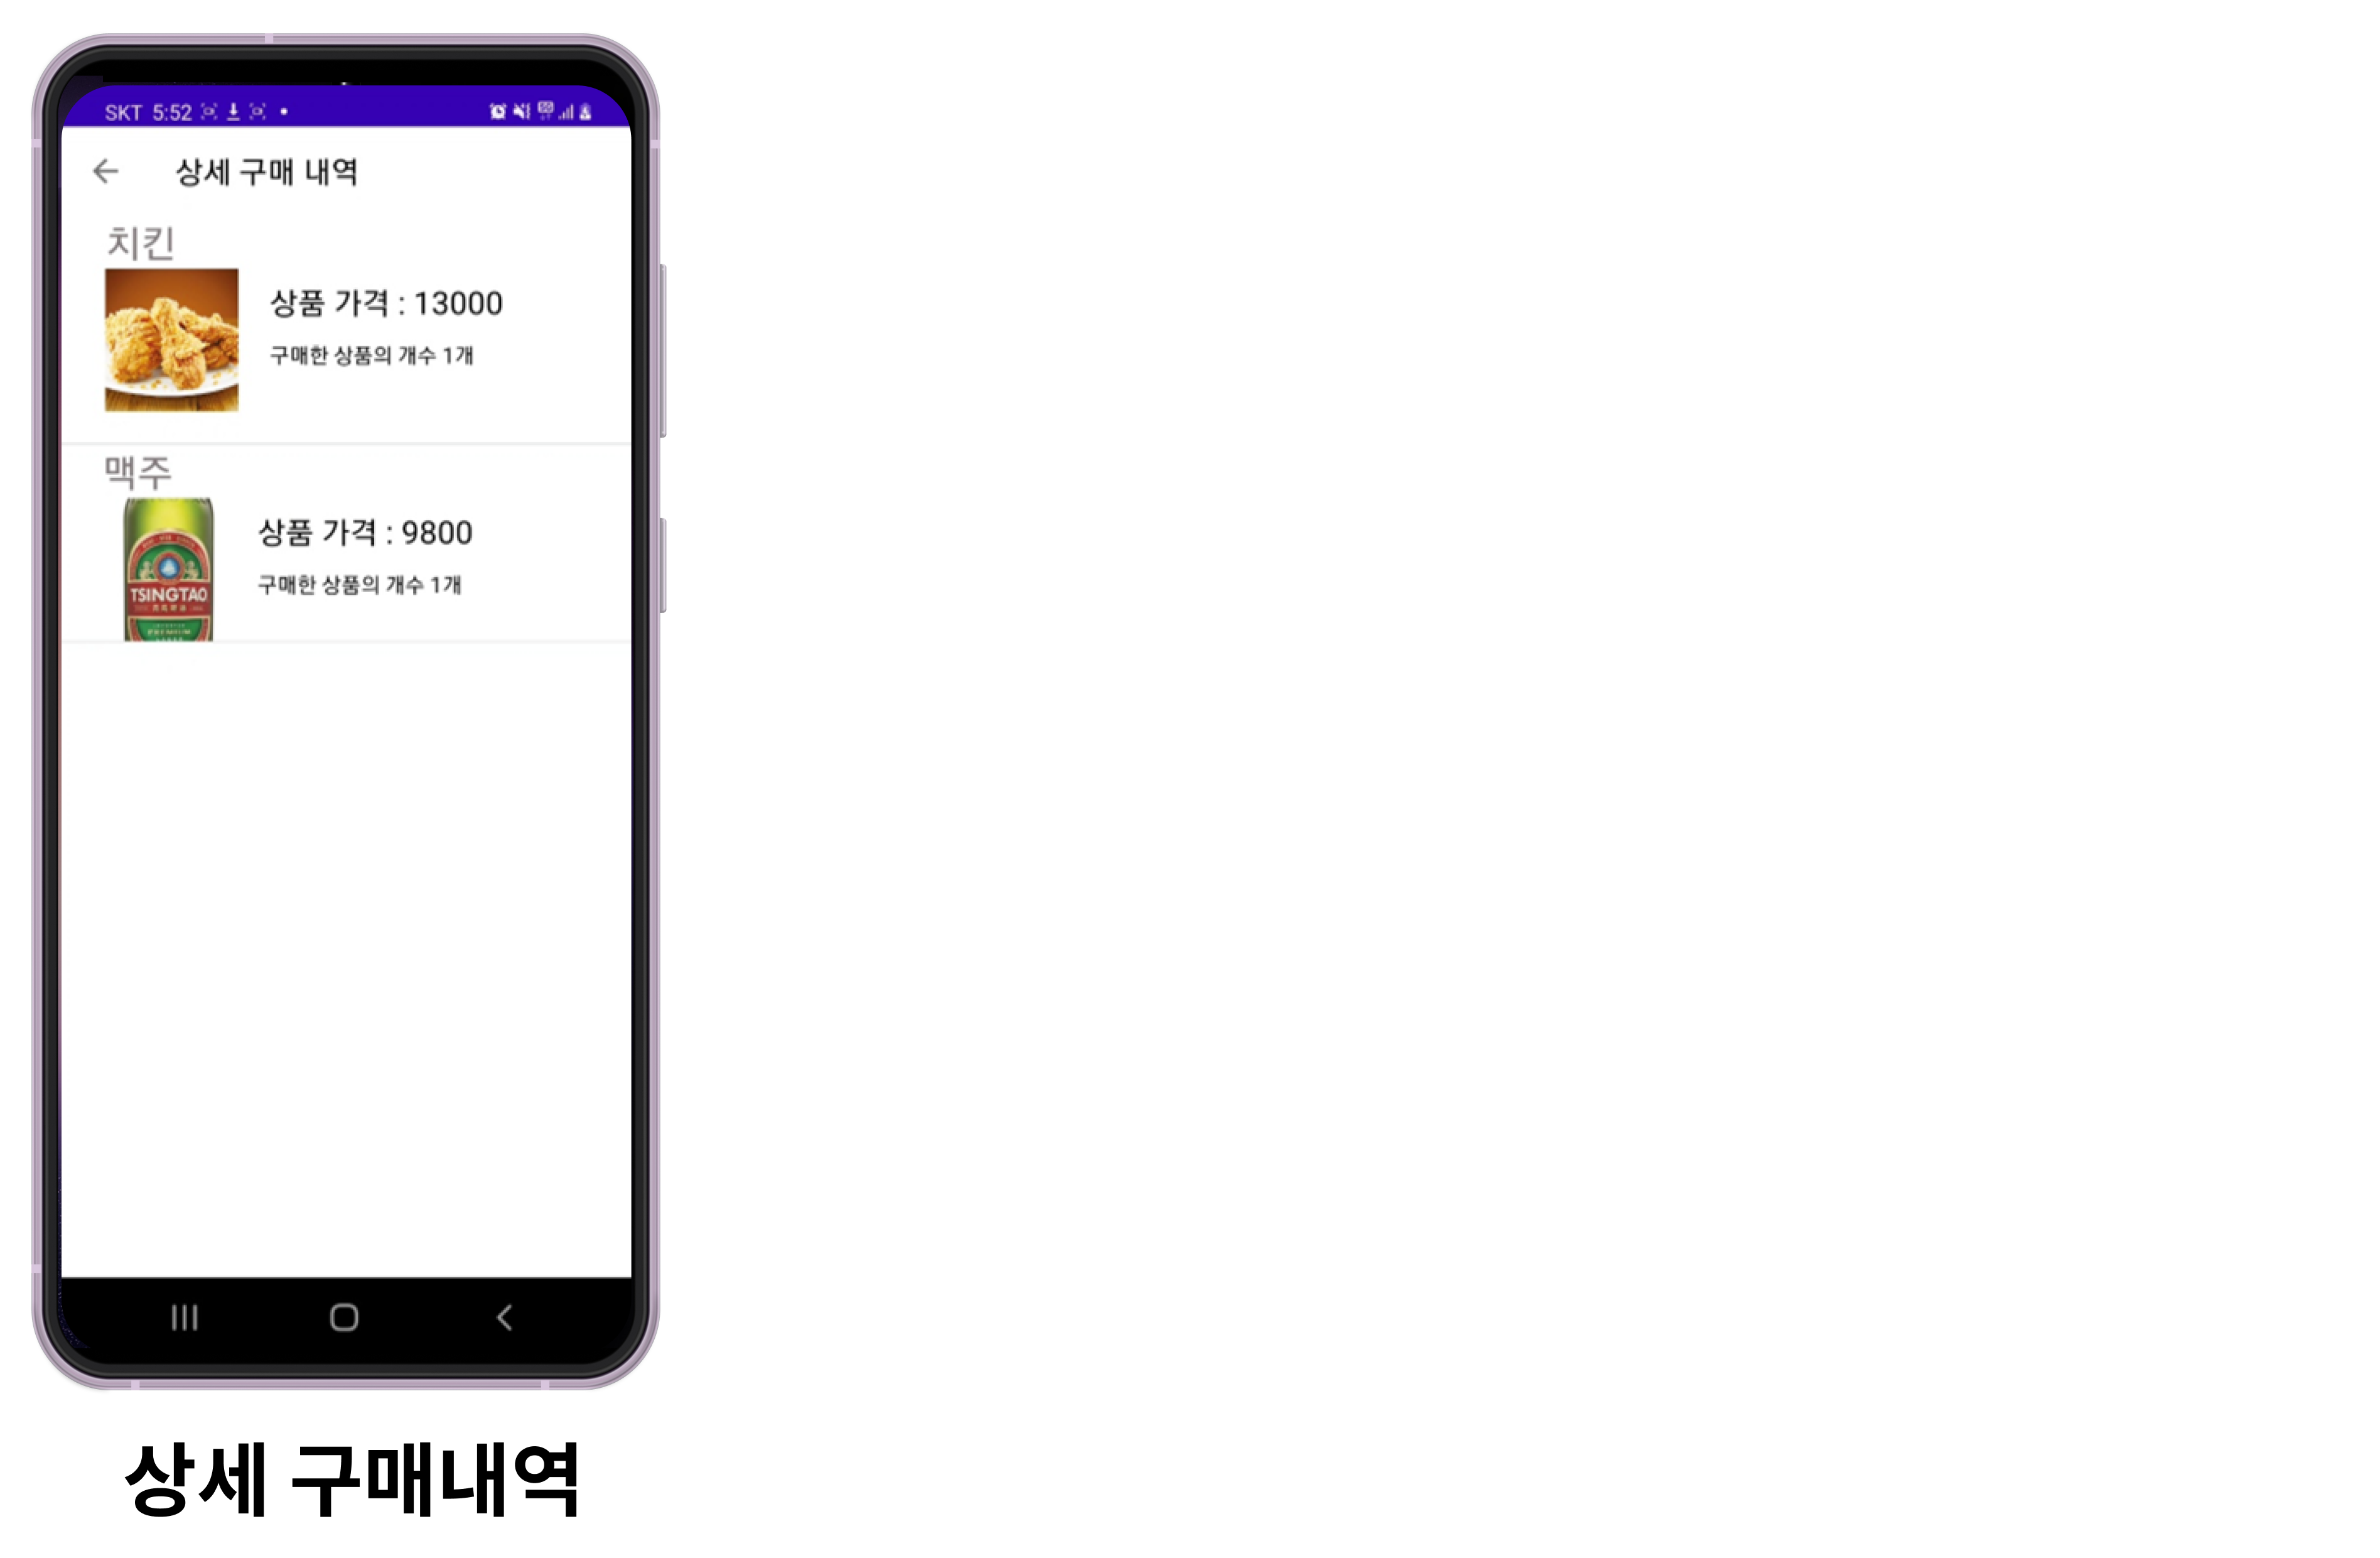 SKT 5:52
상세 구매 내역
치킨
상품 가격 : 13000
구매한 상품의 개수 1개
맥주
상품 가격 : 9800
구매한 상품의 개수 1개
TSINGTAO
상세 구매내역